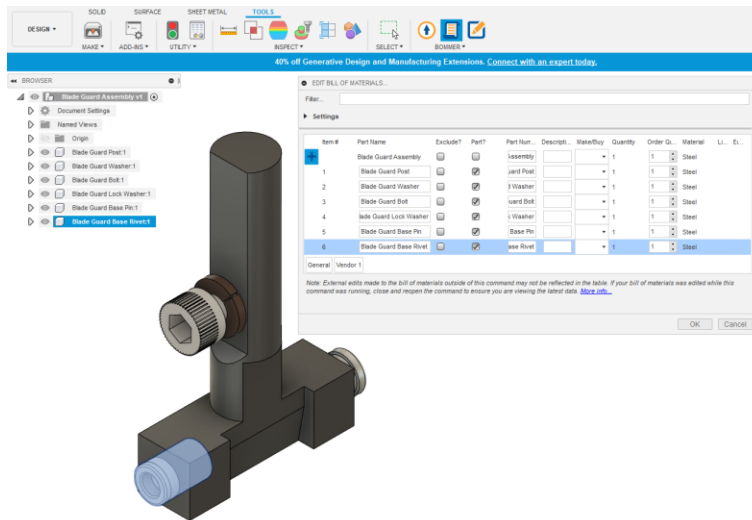 SOLID SURFACE SHEET METAL TOOLS
DESIGN ▾
MAKE ▾ ADD-INS ▾ UTILITY ▾ INSPECT ▾ SELECT ▾ BOMMER ▾
40% off Generative Design and Manufacturing Extensions. Connect with an expert today.
BROWSER
Blade Guard Assembly v1
Document Settings
Named Views
Origin
Blade Guard Post:1
Blade Guard Washer:1
Blade Guard Bolt:1
Blade Guard Lock Washer:1
Blade Guard Base Pin:1
Blade Guard Base Rivet:1
EDIT BILL OF MATERIALS...
Filter...
Settings
Item # Part Name Exclude? Part? Part Num... Descripti... Make/Buy Quantity Order Qu... Material Li...
Blade Guard Assembly Assembly 1 1 Steel
1 Blade Guard Post uard Post 1 1 Steel
2 Blade Guard Washer d Washer 1 1 Steel
3 Blade Guard Bolt uard Bolt 1 1 Steel
4 lade Guard Lock Washer Washer 1 1 Steel
5 Blade Guard Base Pin Base Pin 1 1 Steel
6 Blade Guard Base Rivet ase Rivet 1 1 Steel
General Vendor 1
Note: External edits made to the bill of materials outside of this command may not be reflected in the table. If your bill of materials was edited while this
command was running, close and reopen the command to ensure you are viewing the latest data. More info...
OK Cancel